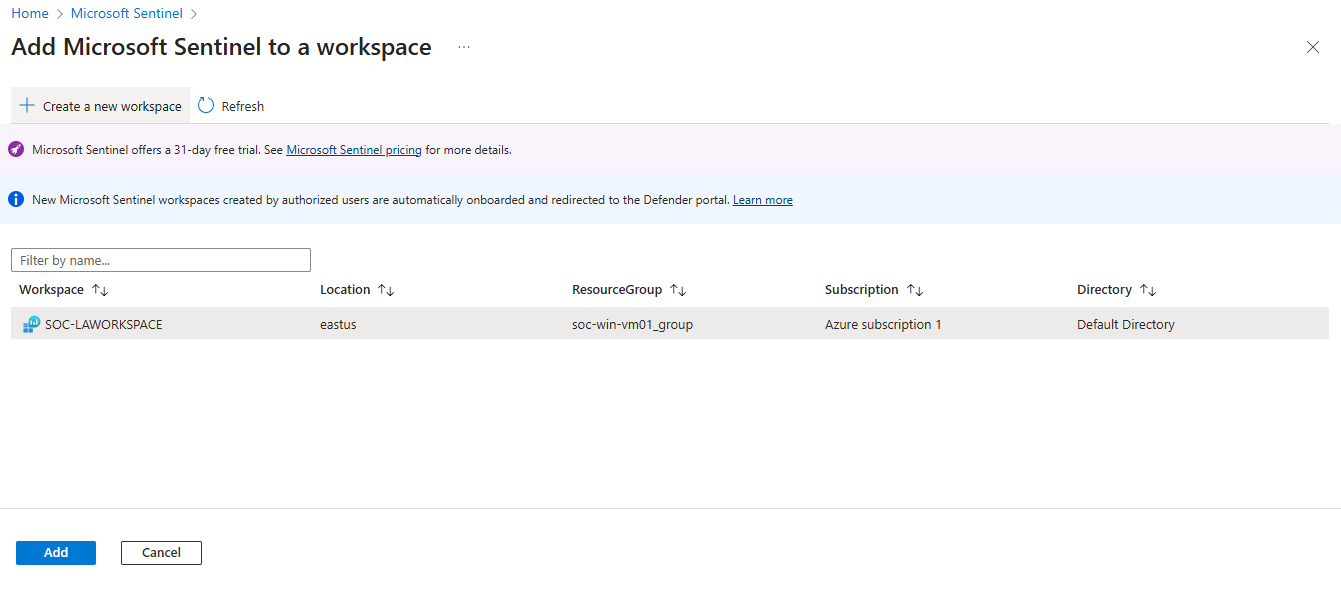 Home > Microsoft Sentinel >
Add Microsoft Sentinel to a workspace ...
Create a new workspace Refresh
Microsoft Sentinel offers a 31-day free trial. See Microsoft Sentinel pricing for more details.
New Microsoft Sentinel workspaces created by authorized users are automatically onboarded and redirected to the Defender portal. Learn more
Filter by name...
Workspace Location ResourceGroup Subscription Directory
SOC-LAWORKSPACE eastus soc-win-vm01_group Azure subscription 1 Default Directory
Add Cancel